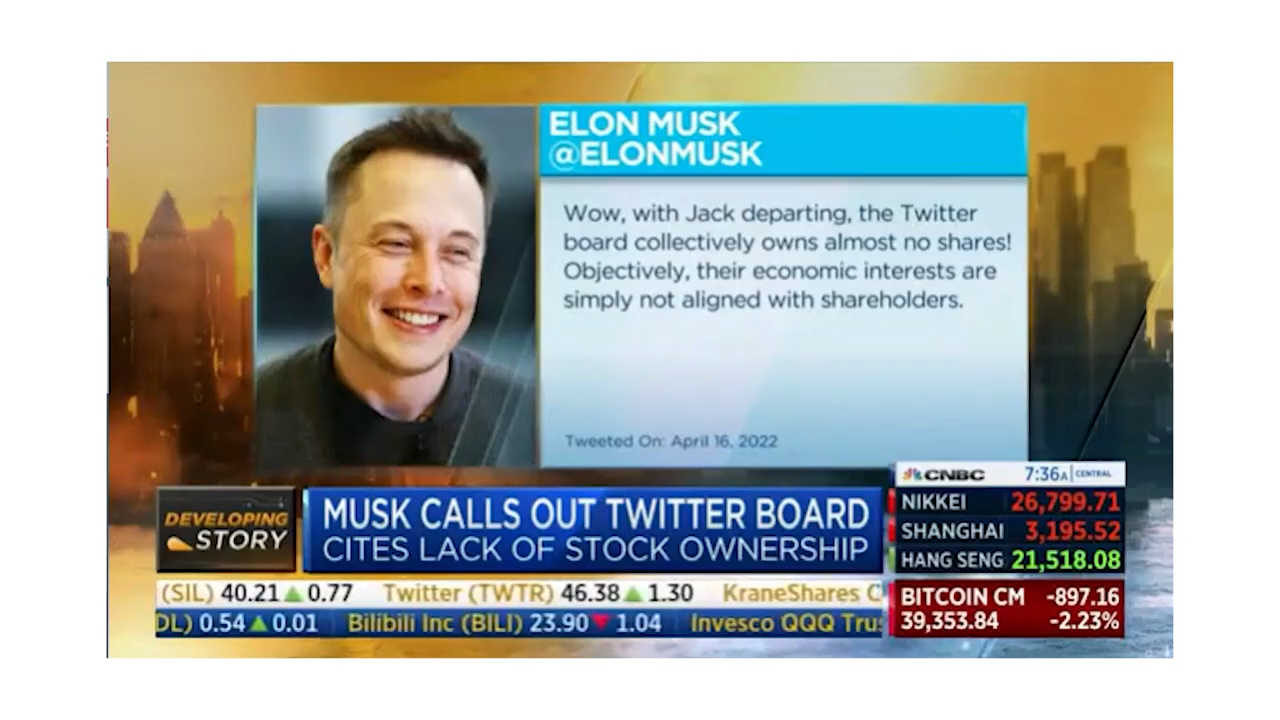 ELON MUSK
@ELONMUSK
Wow, with Jack departing, the Twitter
board collectively owns almost no shares!
Objectively, their economic interests are
simply not aligned with shareholders.
Tweeted On: April 16, 2022
DEVELOPING
STORY
MUSK CALLS OUT TWITTER BOARD
CITES LACK OF STOCK OWNERSHIP
CNBC 7:36A CENTRAL
NIKKEI 26,799.71
SHANGHAI 3,195.52
HANG SENG 21,518.08
BITCOIN CM -897.16
39,353.84 -2.23%
(SIL) 40.21 ▲ 0.77 Twitter (TWTR) 46.38 ▲ 1.30 KraneShares C
DL) 0.54 ▲ 0.01 Bilibili Inc (BILI) 23.90 ▼ 1.04 Invesco QQQ Trus